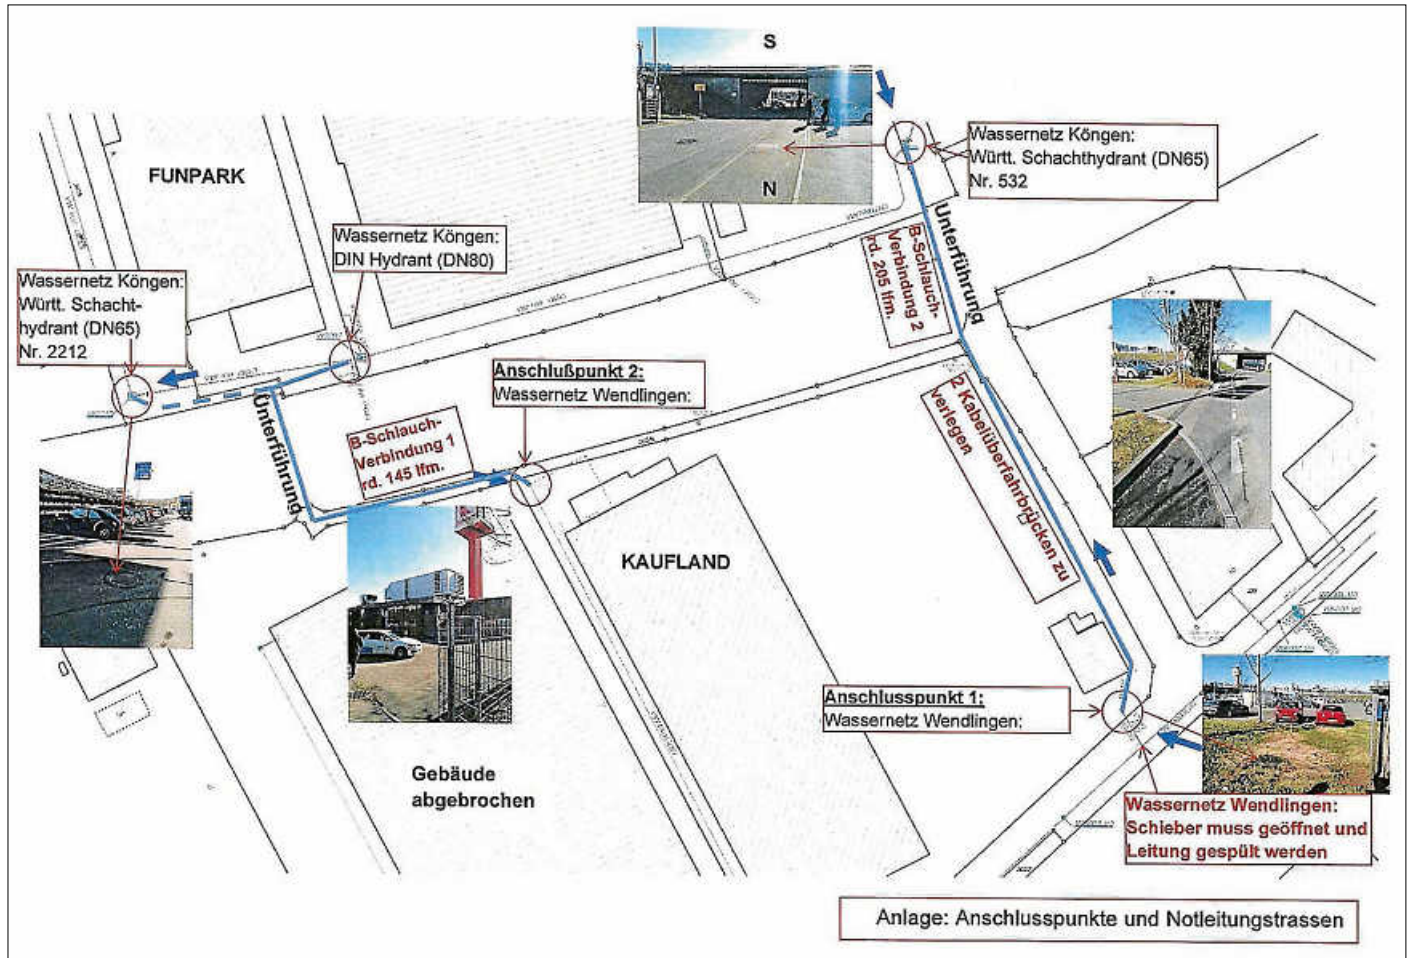 S
N
Wassernetz Köngen:
Württ. Schachthydrant (DN65)
Nr. 532
FUNPARK
Wassernetz Köngen:
DIN Hydrant (DN80)
Wassernetz Köngen:
Württ. Schacht-
hydrant (DN65)
Nr. 2212
Unterführung
B-Schlauch-
Verbindung 2
rd. 205 lfm.
Anschlußpunkt 2:
Wassernetz Wendlingen:
Unterführung
B-Schlauch-
Verbindung 1
rd. 145 lfm.
2 Kabelüberfahrbrücken zu
verlegen
KAUFLAND
Anschlusspunkt 1:
Wassernetz Wendlingen:
Gebäude
abgebrochen
Wassernetz Wendlingen:
Schieber muss geöffnet und
Leitung gespült werden
Anlage: Anschlusspunkte und Notleitungstrassen